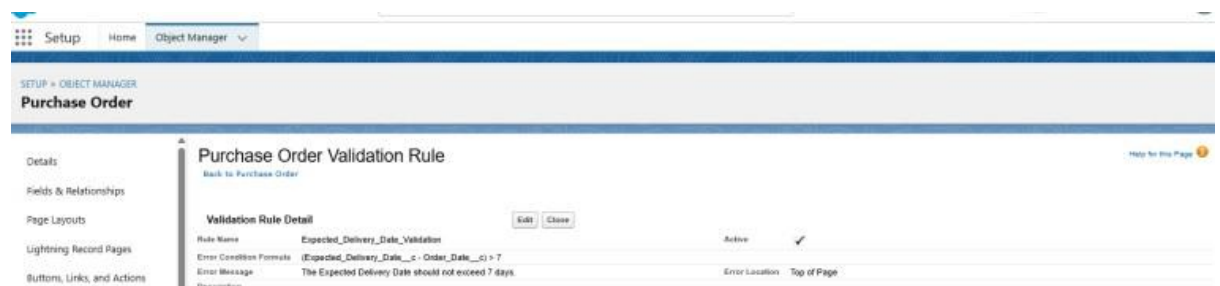 Setup Home Object Manager
SETUP > OBJECT MANAGER
Purchase Order
Details
Fields & Relationships
Page Layouts
Lightning Record Pages
Buttons, Links, and Actions
Purchase Order Validation Rule
Help for this Page
Back to Purchase Order
Validation Rule Detail Edit Clone
Rule Name Expected_Delivery_Date_Validation Active ✓
Error Condition Formula (Expected_Delivery_Date__c - Order_Date__c) > 7
Error Message The Expected Delivery Date should not exceed 7 days. Error Location Top of Page
Description